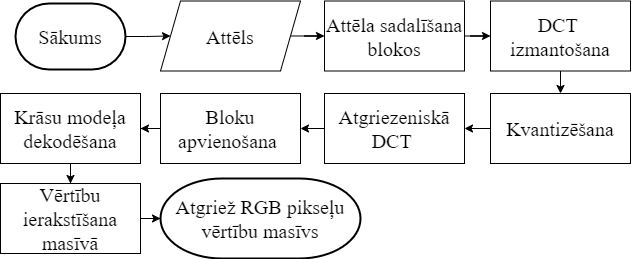 Sākums
Attēls
Attēla sadalīšana
blokos
DCT
izmantošana
Kvantizēšana
Atgriezeniskā
DCT
Bloku
apvienošana
Krāsu modeļa
dekodēšana
Vērtību
ierakstīšana
masīvā
Atgriež RGB pikseļu
vērtību masīvs